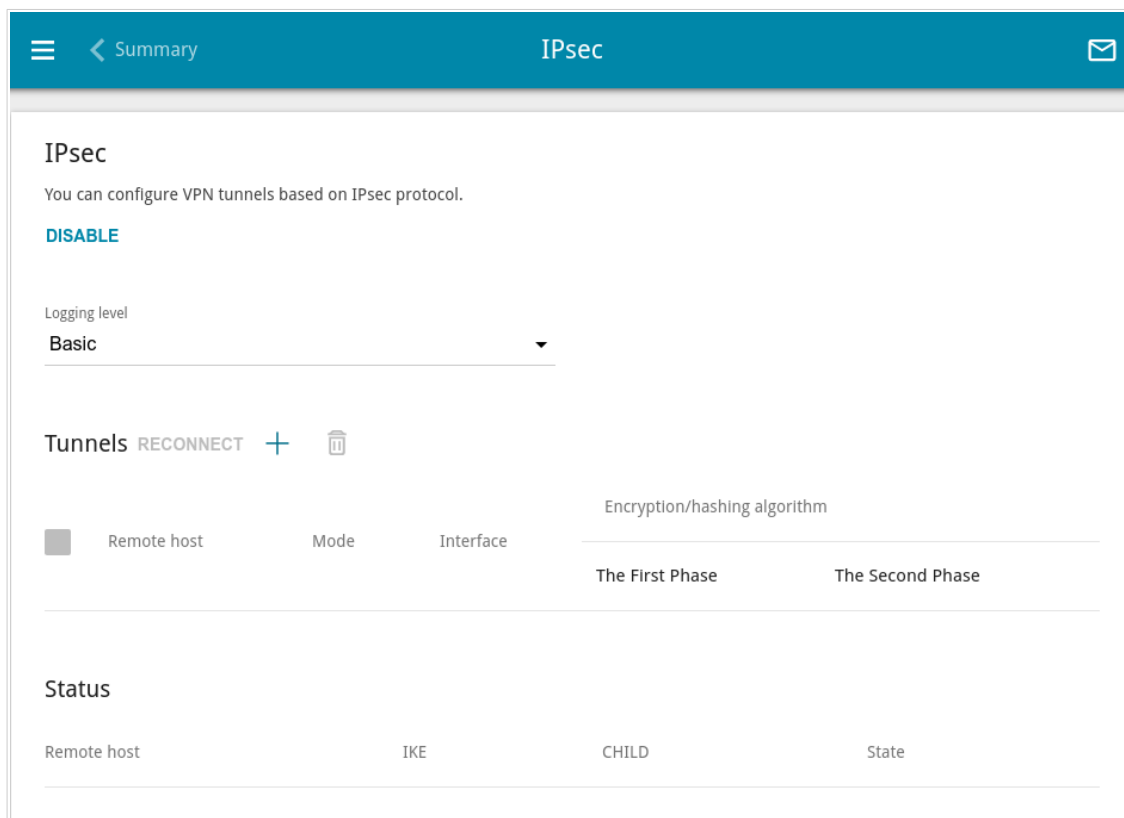 Summary
IPsec
IPsec
You can configure VPN tunnels based on IPsec protocol.
DISABLE
Logging level
Basic
Tunnels RECONNECT
Encryption/hashing algorithm
Remote host Mode Interface
The First Phase The Second Phase
Status
Remote host IKE CHILD State